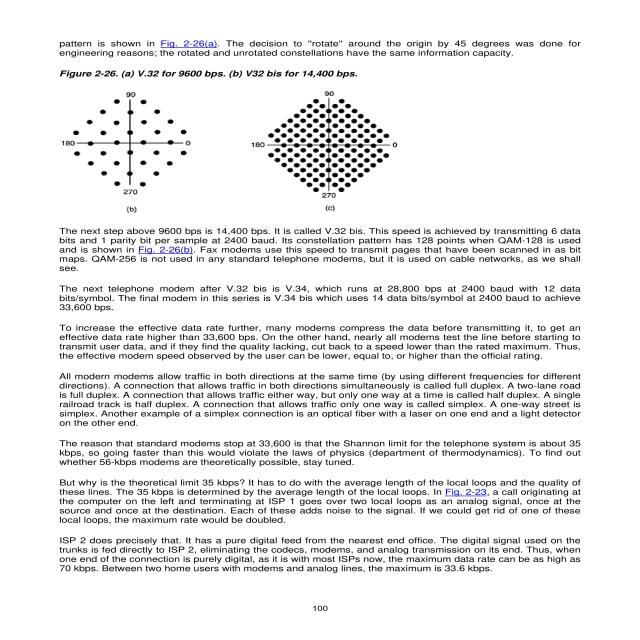 pattern is shown in Fig. 2-26(a). The decision to "rotate" around the origin by 45 degrees was done for
engineering reasons; the rotated and unrotated constellations have the same information capacity.
Figure 2-26. (a) V.32 for 9600 bps. (b) V32 bis for 14,400 bps.
90
180
0
270
(b)
90
180
0
270
(c)
The next step above 9600 bps is 14,400 bps. It is called V.32 bis. This speed is achieved by transmitting 6 data
bits and 1 parity bit per sample at 2400 baud. Its constellation pattern has 128 points when QAM-128 is used
and is shown in Fig. 2-26(b). Fax modems use this speed to transmit pages that have been scanned in as bit
maps. QAM-256 is not used in any standard telephone modems, but it is used on cable networks, as we shall
see.
The next telephone modem after V.32 bis is V.34, which runs at 28,800 bps at 2400 baud with 12 data
bits/symbol. The final modem in this series is V.34 bis which uses 14 data bits/symbol at 2400 baud to achieve
33,600 bps.
To increase the effective data rate further, many modems compress the data before transmitting it, to get an
effective data rate higher than 33,600 bps. On the other hand, nearly all modems test the line before starting to
transmit user data, and if they find the quality lacking, cut back to a speed lower than the rated maximum. Thus,
the effective modem speed observed by the user can be lower, equal to, or higher than the official rating.
All modern modems allow traffic in both directions at the same time (by using different frequencies for different
directions). A connection that allows traffic in both directions simultaneously is called full duplex. A two-lane road
is full duplex. A connection that allows traffic either way, but only one way at a time is called half duplex. A single
railroad track is half duplex. A connection that allows traffic only one way is called simplex. A one-way street is
simplex. Another example of a simplex connection is an optical fiber with a laser on one end and a light detector
on the other end.
The reason that standard modems stop at 33,600 is that the Shannon limit for the telephone system is about 35
kbps, so going faster than this would violate the laws of physics (department of thermodynamics). To find out
whether 56-kbps modems are theoretically possible, stay tuned.
But why is the theoretical limit 35 kbps? It has to do with the average length of the local loops and the quality of
these lines. The 35 kbps is determined by the average length of the local loops. In Fig. 2-23, a call originating at
the computer on the left and terminating at ISP 1 goes over two local loops as an analog signal, once at the
source and once at the destination. Each of these adds noise to the signal. If we could get rid of one of these
local loops, the maximum rate would be doubled.
ISP 2 does precisely that. It has a pure digital feed from the nearest end office. The digital signal used on the
trunks is fed directly to ISP 2, eliminating the codecs, modems, and analog transmission on its end. Thus, when
one end of the connection is purely digital, as it is with most ISPs now, the maximum data rate can be as high as
70 kbps. Between two home users with modems and analog lines, the maximum is 33.6 kbps.
100